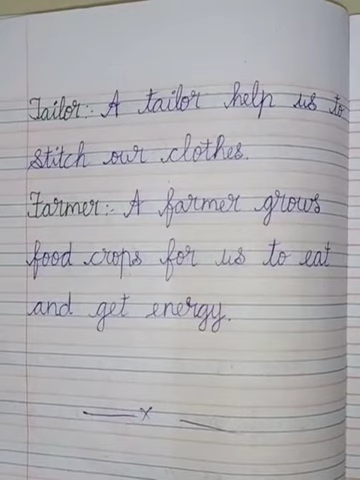 Tailor:- A tailor help us to
stitch our clothes.
Farmer:- A farmer grows
food crops for us to eat
and get energy.